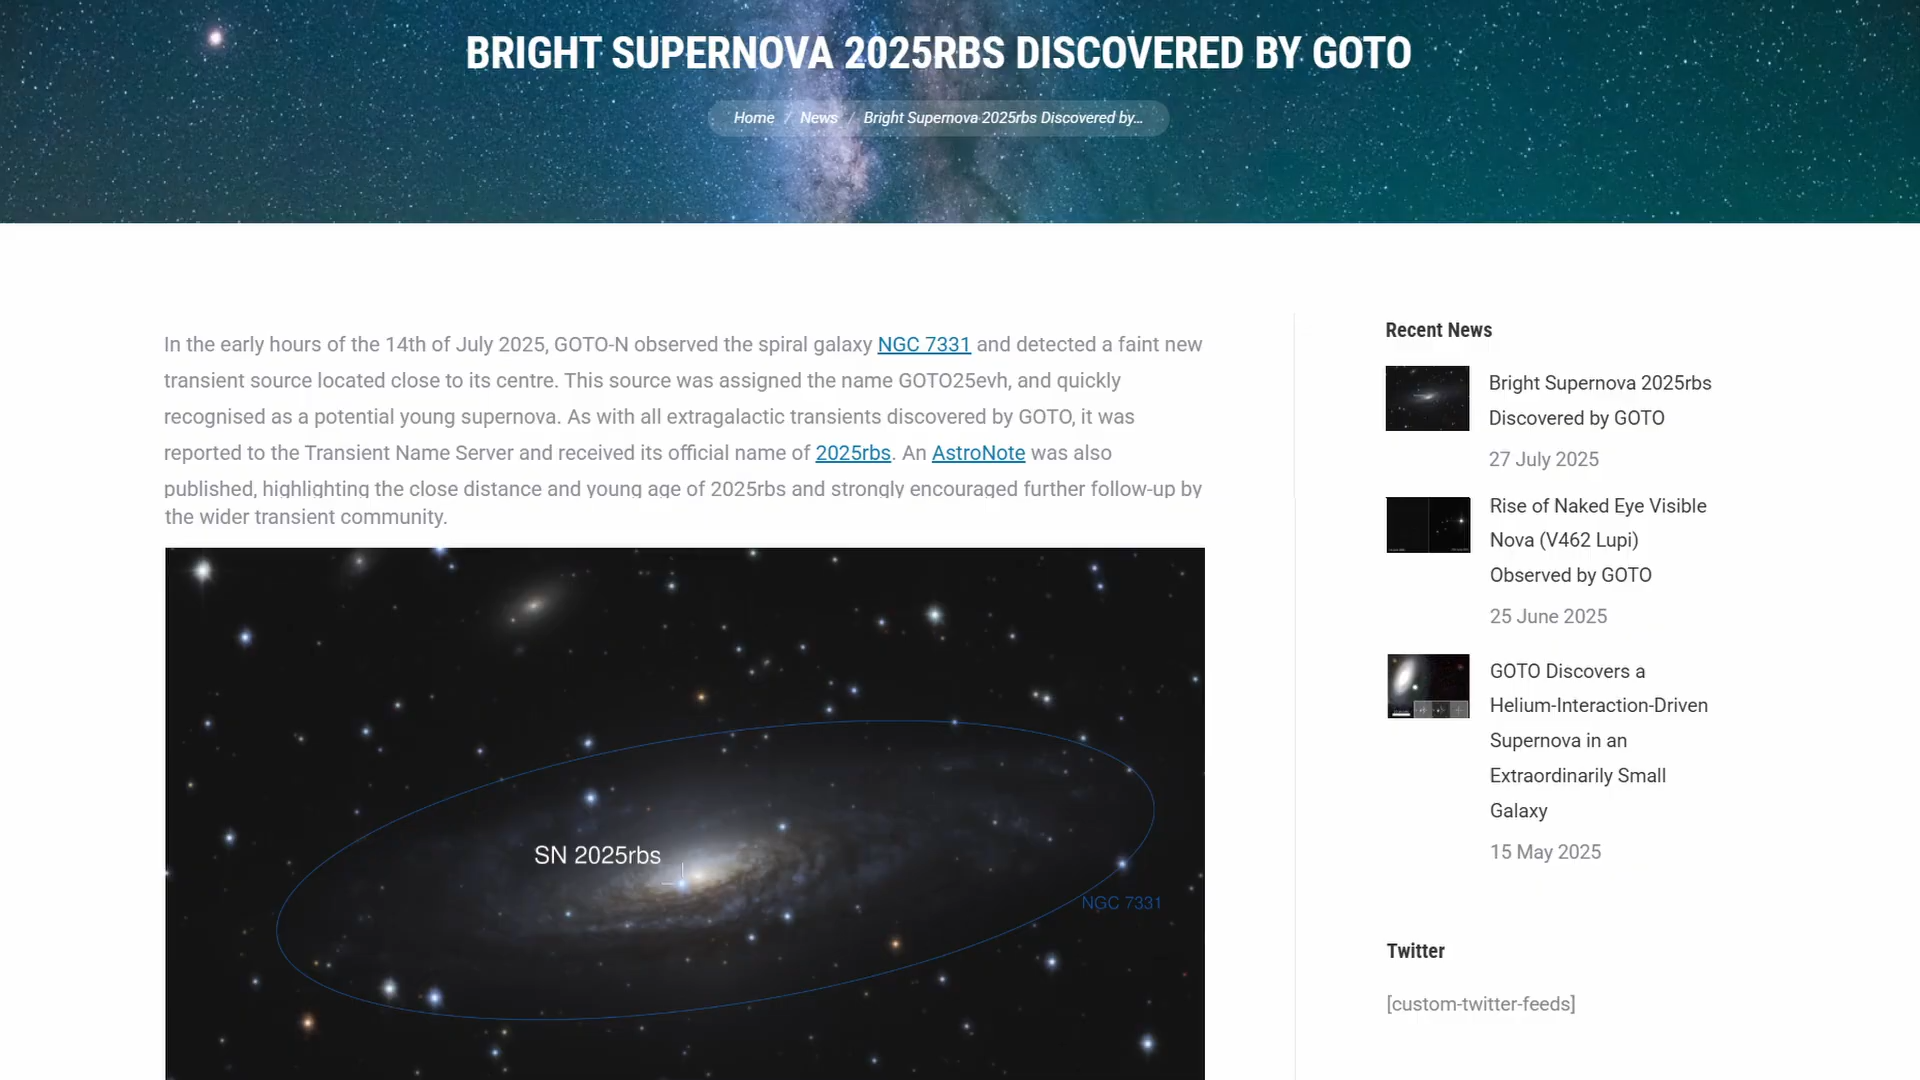 BRIGHT SUPERNOVA 2025RBS DISCOVERED BY GOTO
Home / News / Bright Supernova 2025rbs Discovered by...
In the early hours of the 14th of July 2025, GOTO-N observed the spiral galaxy NGC 7331 and detected a faint new
transient source located close to its centre. This source was assigned the name GOTO25evh, and quickly
recognised as a potential young supernova. As with all extragalactic transients discovered by GOTO, it was
reported to the Transient Name Server and received its official name of 2025rbs. An AstroNote was also
published, highlighting the close distance and young age of 2025rbs and strongly encouraged further follow-up by
the wider transient community.
SN 2025rbs
NGC 7331
Recent News
Bright Supernova 2025rbs
Discovered by GOTO
27 July 2025
Rise of Naked Eye Visible
Nova (V462 Lupi)
Observed by GOTO
25 June 2025
GOTO Discovers a
Helium-Interaction-Driven
Supernova in an
Extraordinarily Small
Galaxy
15 May 2025
Twitter
[custom-twitter-feeds]